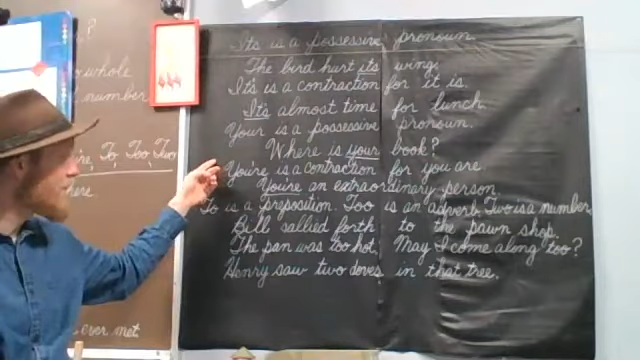 ?
o whole
d number
're, To, Too, Two
here.
ever met
Its is a possessive pronoun.
The bird hurt its wing.
It's is a contraction for it is.
It's almost time for lunch.
Your is a possessive pronoun.
Where is your book?
You're is a contraction for you are.
You're an extraordinary person.
To is a preposition. Too is an adverb. Two is a number.
Bill sallied forth to the pawn shop.
The pan was too hot. May I come along too?
Henry saw two doves in that tree.